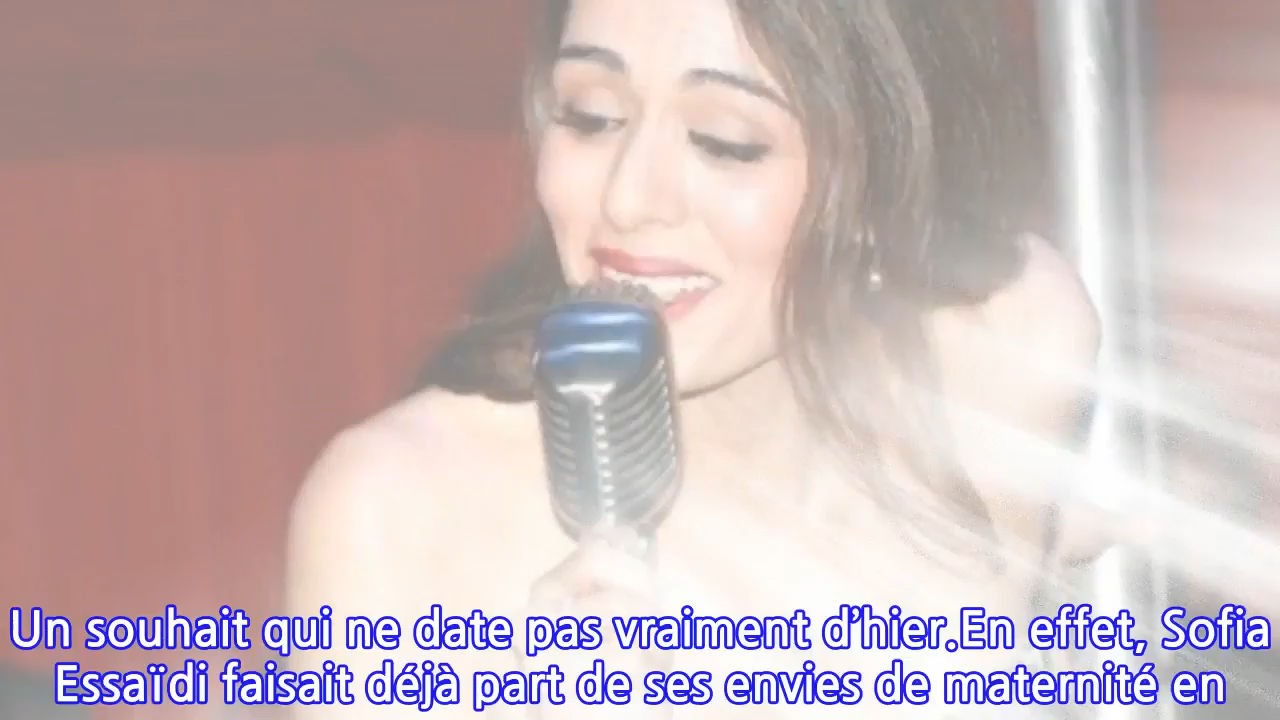 Un souhait qui ne date pas vraiment d'hier.En effet, Sofia
Essaïdi faisait déjà part de ses envies de maternité en